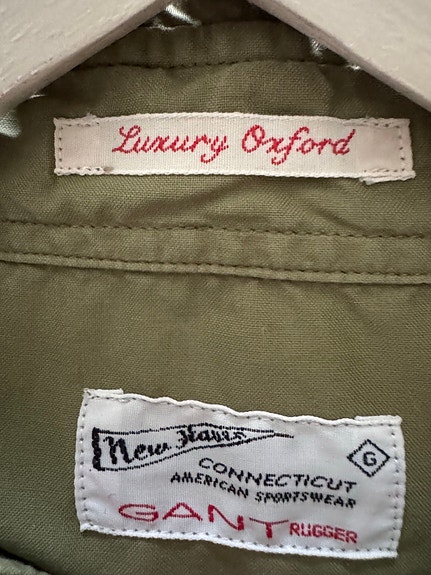 Luxury Oxford
New Haven
G
CONNECTICUT
AMERICAN SPORTSWEAR
GANT RUGGER